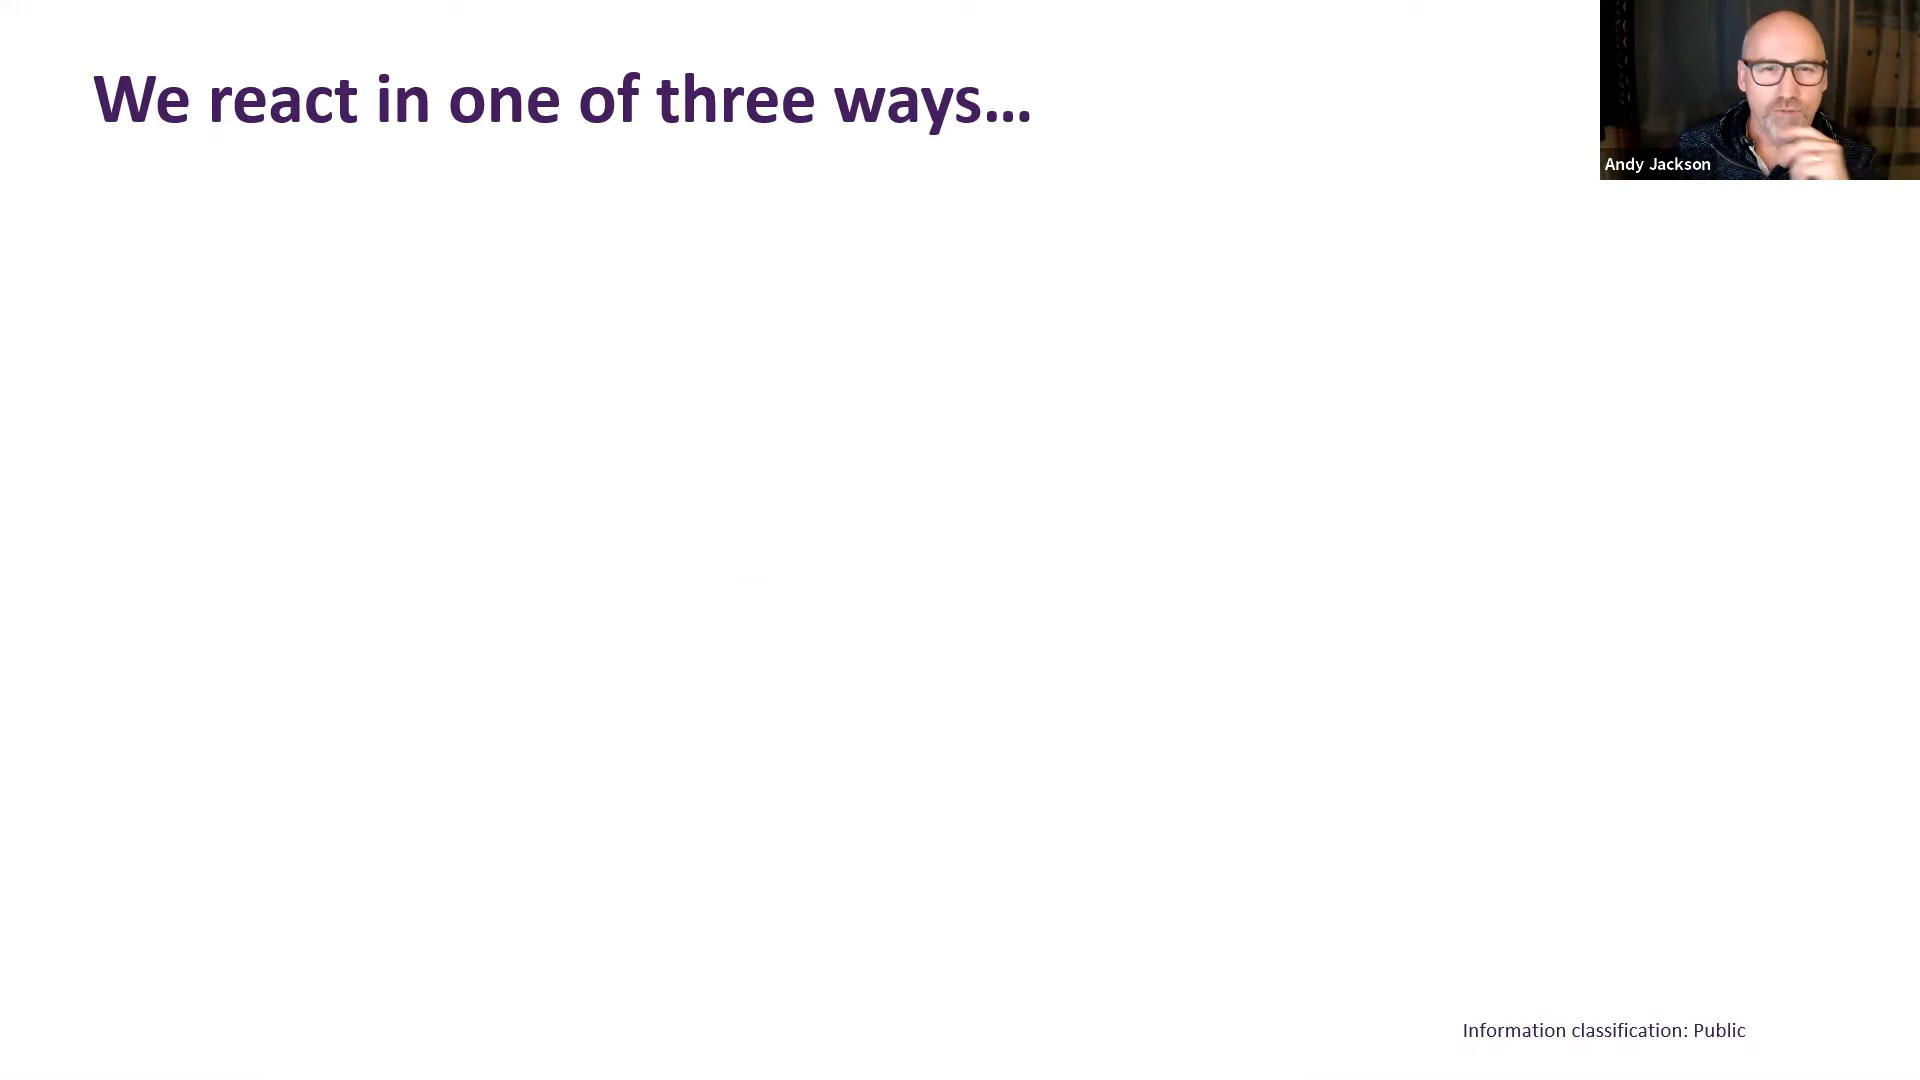 We react in one of three ways...
Andy Jackson
Information classification: Public